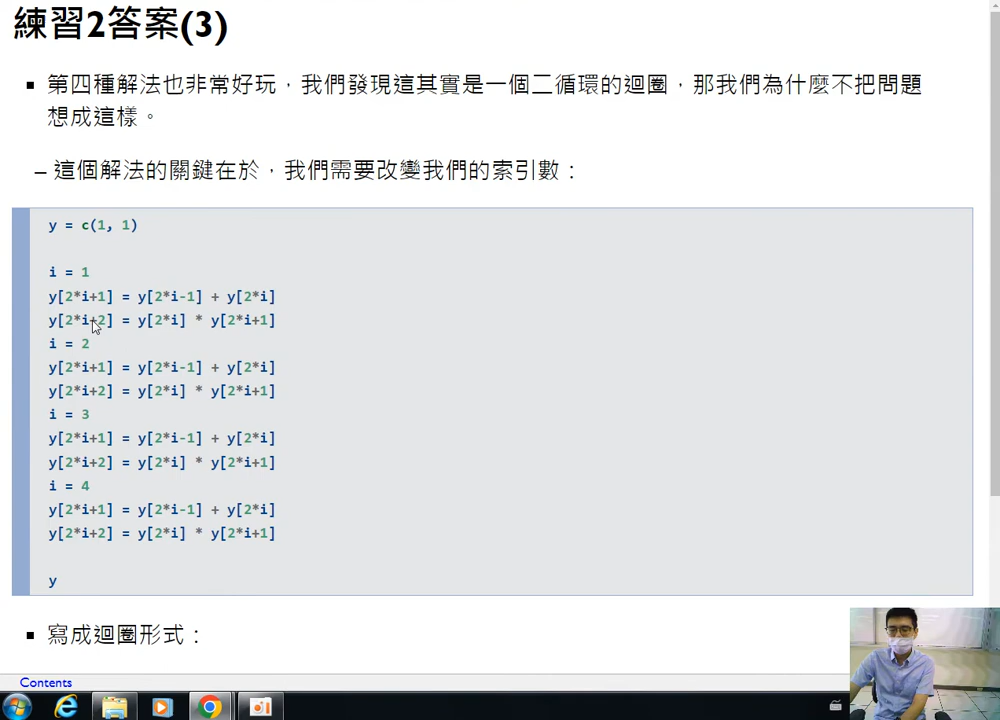 練習2答案(3)
▪ 第四種解法也非常好玩，我們發現這其實是一個二循環的迴圈，那我們為什麼不把問題
想成這樣。
– 這個解法的關鍵在於，我們需要改變我們的索引數：
y = c(1, 1)
i = 1
y[2*i+1] = y[2*i-1] + y[2*i]
y[2*i+2] = y[2*i] * y[2*i+1]
i = 2
y[2*i+1] = y[2*i-1] + y[2*i]
y[2*i+2] = y[2*i] * y[2*i+1]
i = 3
y[2*i+1] = y[2*i-1] + y[2*i]
y[2*i+2] = y[2*i] * y[2*i+1]
i = 4
y[2*i+1] = y[2*i-1] + y[2*i]
y[2*i+2] = y[2*i] * y[2*i+1]
y
▪ 寫成迴圈形式：
Contents